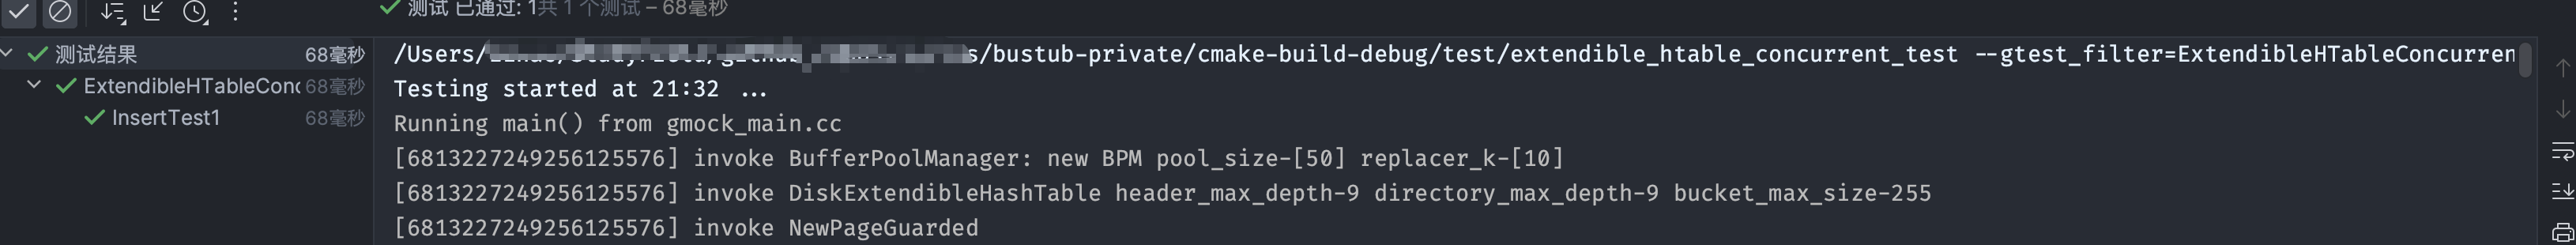 测试 已通过: 1共 1 个测试 – 68毫秒
测试结果 68毫秒
ExtendibleHTableConc 68毫秒
InsertTest1 68毫秒
/Users/ s/bustub-private/cmake-build-debug/test/extendible_htable_concurrent_test --gtest_filter=ExtendibleHTableConcurren
Testing started at 21:32 ...
Running main() from gmock_main.cc
[6813227249256125576] invoke BufferPoolManager: new BPM pool_size-[50] replacer_k-[10]
[6813227249256125576] invoke DiskExtendibleHashTable header_max_depth-9 directory_max_depth-9 bucket_max_size-255
[6813227249256125576] invoke NewPageGuarded